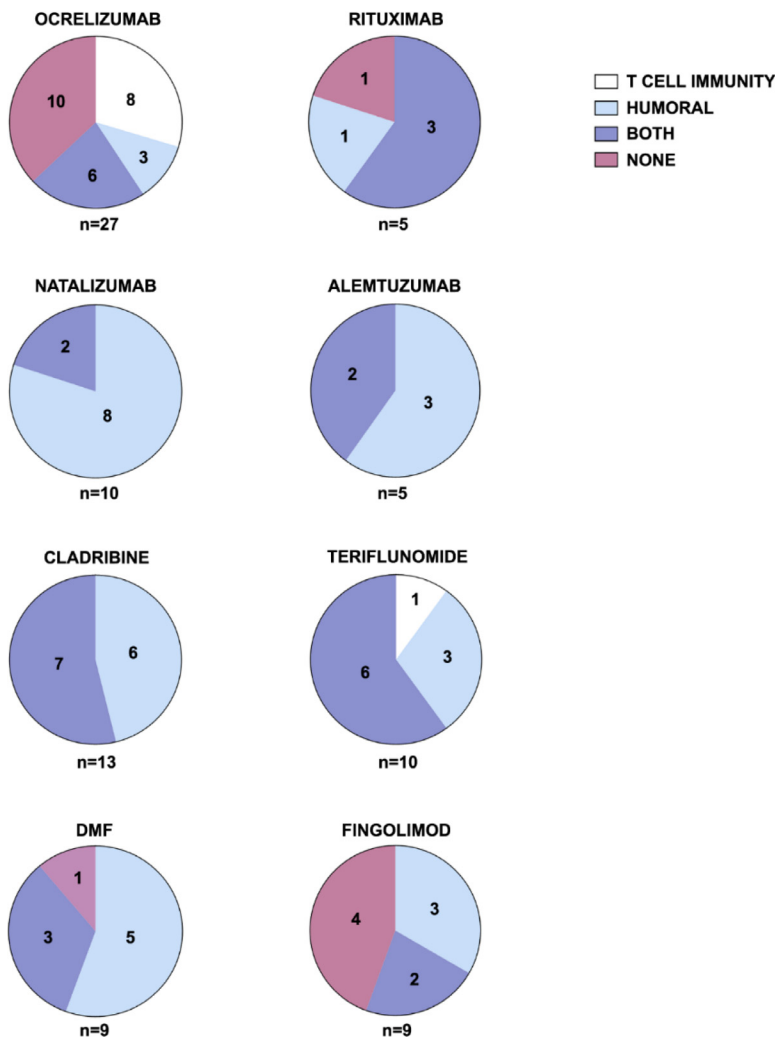 OCRELIZUMAB
10
8
3
6
n=27
RITUXIMAB
1
3
1
n=5
T CELL IMMUNITY
HUMORAL
BOTH
NONE
NATALIZUMAB
2
8
n=10
ALEMTUZUMAB
2
3
n=5
CLADRIBINE
7
6
n=13
TERIFLUNOMIDE
1
3
6
n=10
DMF
1
3
5
n=9
FINGOLIMOD
4
3
2
n=9